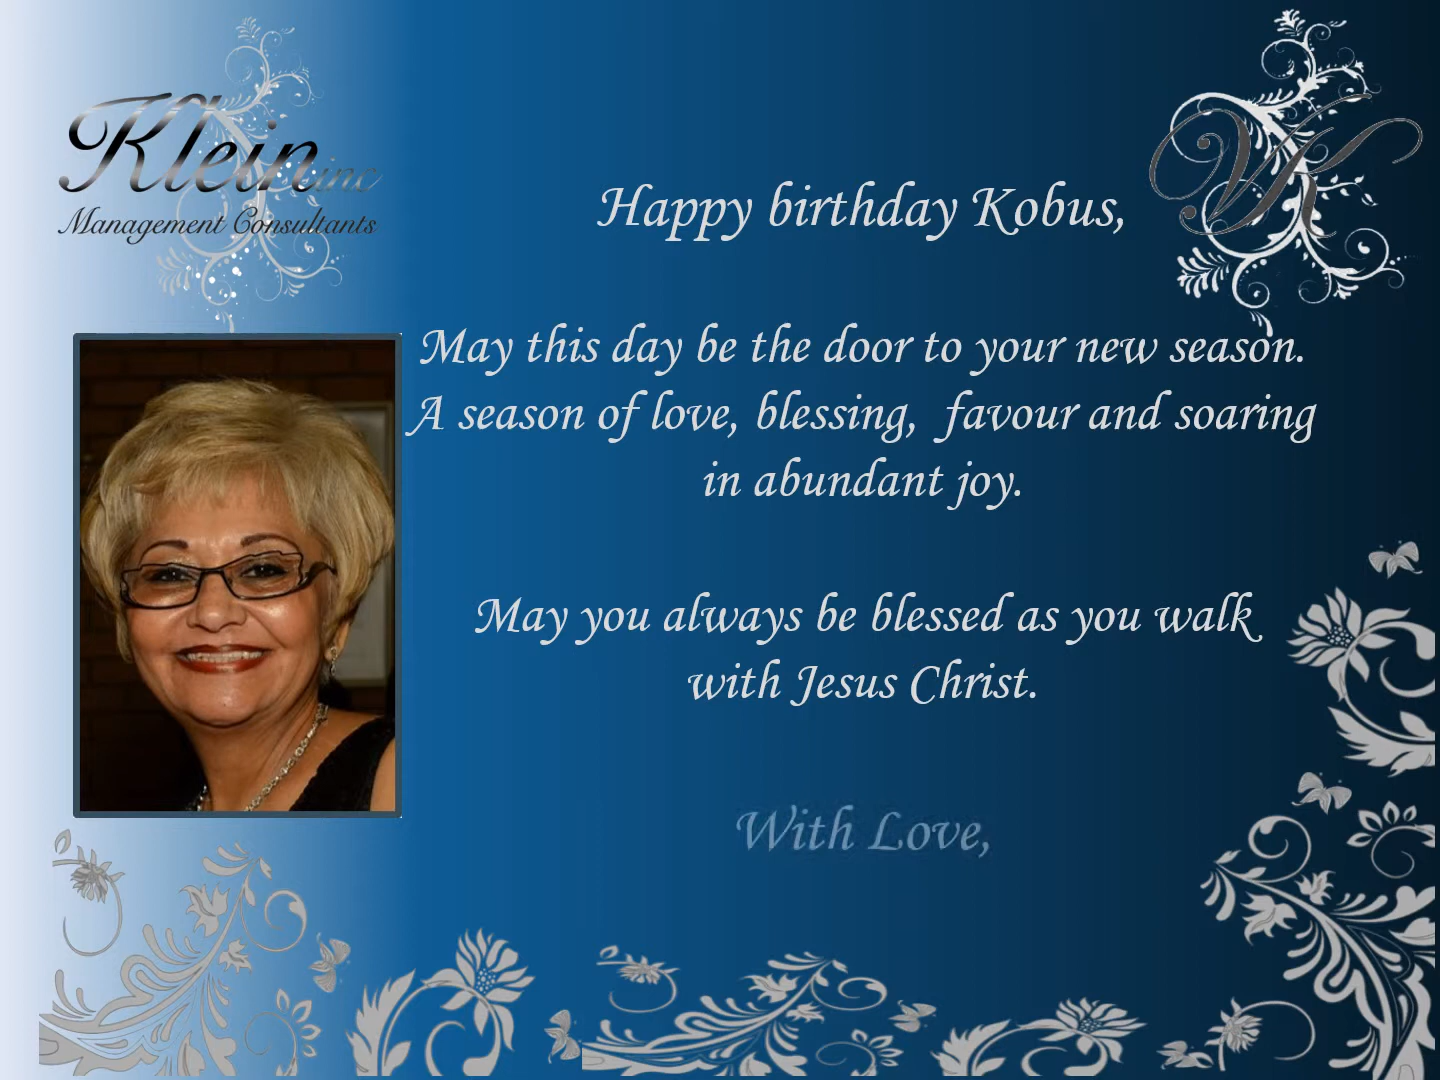 Klein inc
Management Consultants
VK
Happy birthday Kobus,
May this day be the door to your new season.
A season of love, blessing, favour and soaring
in abundant joy.
May you always be blessed as you walk
with Jesus Christ.
With Love,